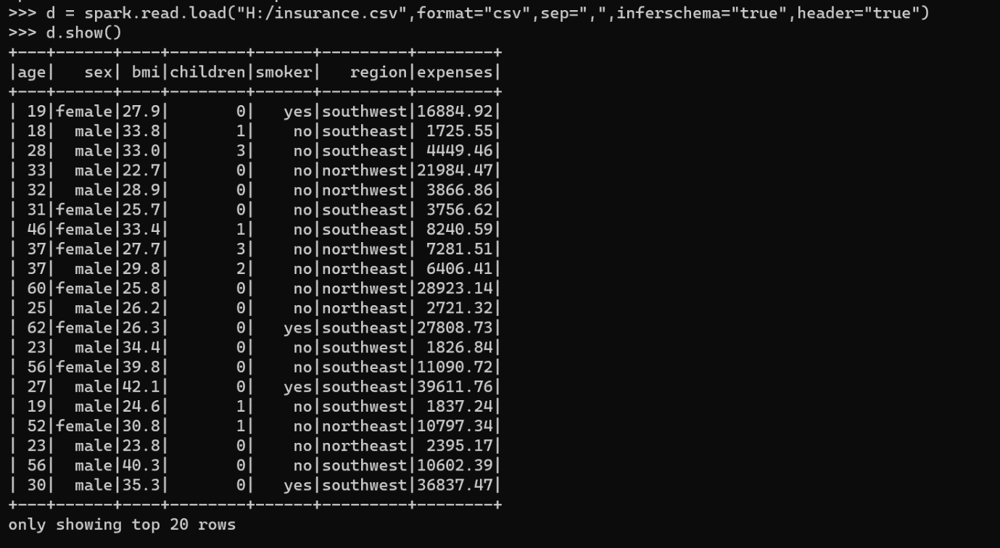 >>> d = spark.read.load("H:/insurance.csv",format="csv",sep=",",inferschema="true",header="true")
>>> d.show()
+---+------+----+--------+------+---------+--------+
|age|   sex| bmi|children|smoker|   region|expenses|
+---+------+----+--------+------+---------+--------+
| 19|female|27.9|       0|   yes|southwest|16884.92|
| 18|  male|33.8|       1|    no|southeast| 1725.55|
| 28|  male|33.0|       3|    no|southeast| 4449.46|
| 33|  male|22.7|       0|    no|northwest|21984.47|
| 32|  male|28.9|       0|    no|northwest| 3866.86|
| 31|female|25.7|       0|    no|southeast| 3756.62|
| 46|female|33.4|       1|    no|southeast| 8240.59|
| 37|female|27.7|       3|    no|northwest| 7281.51|
| 37|  male|29.8|       2|    no|northeast| 6406.41|
| 60|female|25.8|       0|    no|northwest|28923.14|
| 25|  male|26.2|       0|    no|northeast| 2721.32|
| 62|female|26.3|       0|   yes|southeast|27808.73|
| 23|  male|34.4|       0|    no|southwest| 1826.84|
| 56|female|39.8|       0|    no|southeast|11090.72|
| 27|  male|42.1|       0|   yes|southeast|39611.76|
| 19|  male|24.6|       1|    no|southwest| 1837.24|
| 52|female|30.8|       1|    no|northeast|10797.34|
| 23|  male|23.8|       0|    no|northeast| 2395.17|
| 56|  male|40.3|       0|    no|southwest|10602.39|
| 30|  male|35.3|       0|   yes|southwest|36837.47|
+---+------+----+--------+------+---------+--------+
only showing top 20 rows